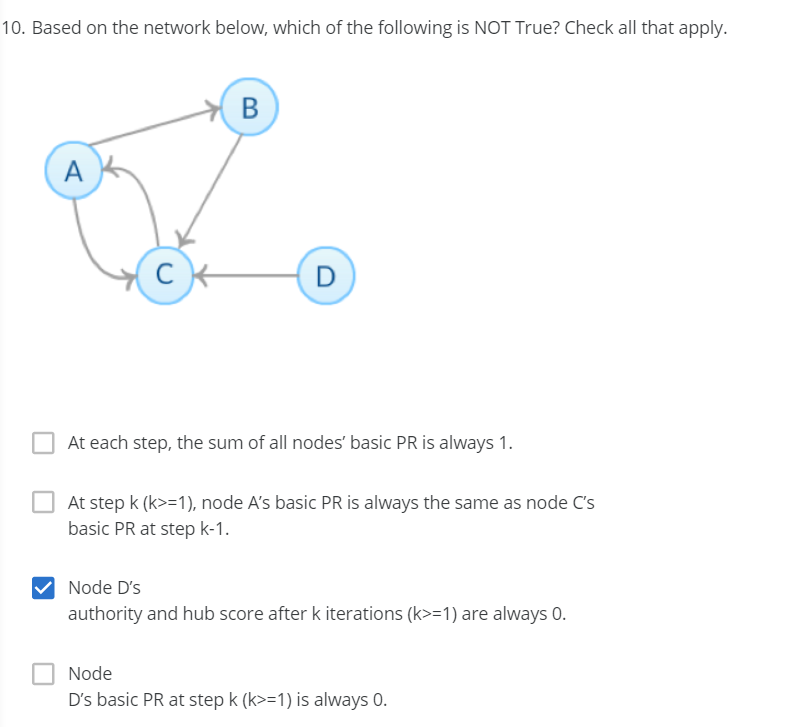 10. Based on the network below, which of the following is NOT True? Check all that apply.
B
A
C
D
At each step, the sum of all nodes’ basic PR is always 1.
At step k (k>=1), node A’s basic PR is always the same as node C’s
basic PR at step k-1.
Node D’s
authority and hub score after k iterations (k>=1) are always 0.
Node
D’s basic PR at step k (k>=1) is always 0.